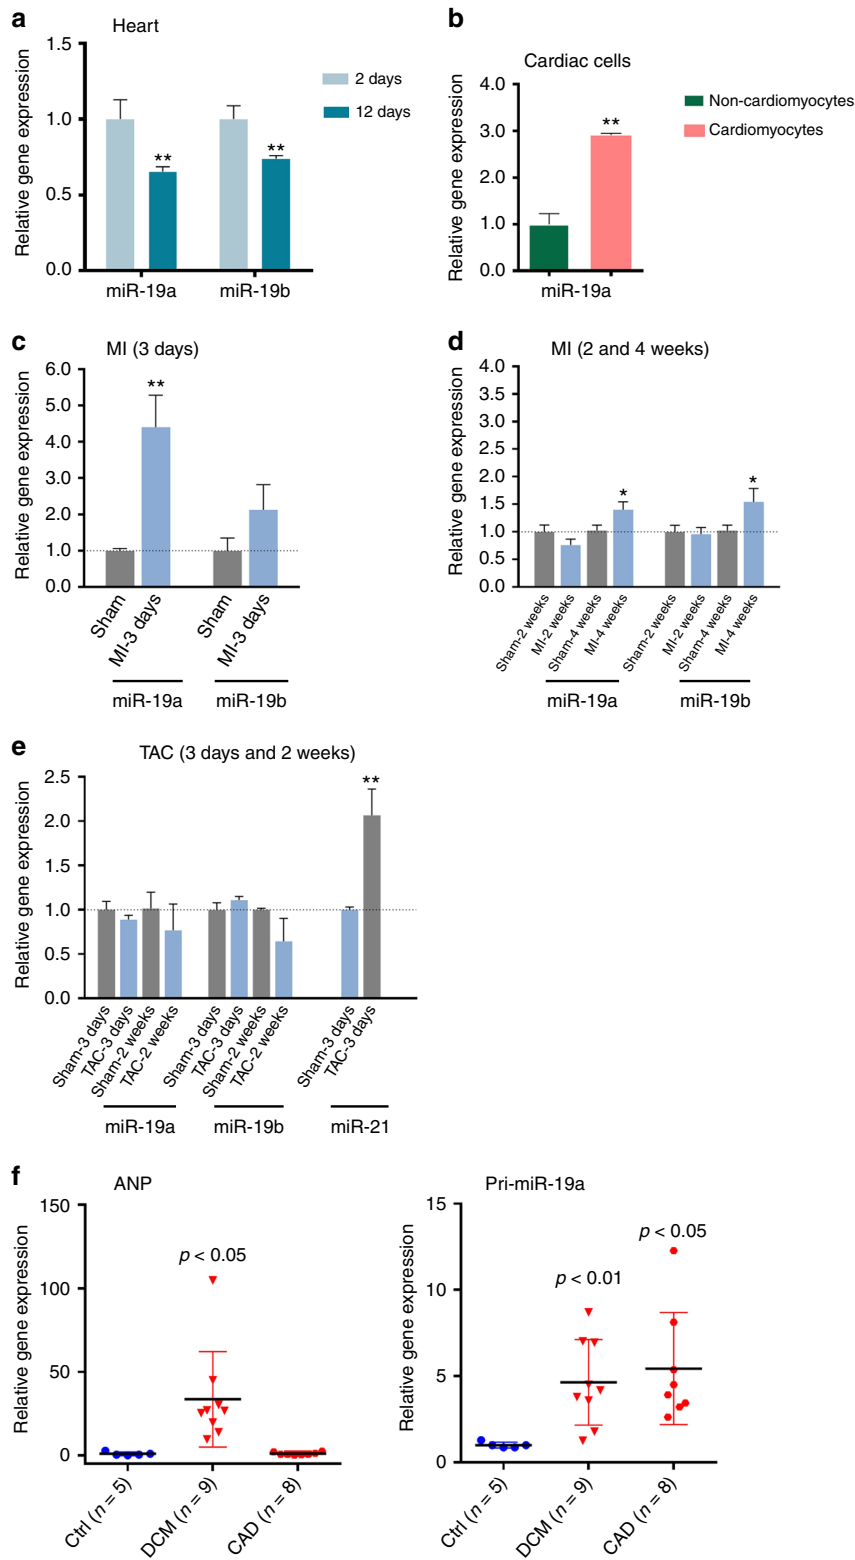 a
Heart
Relative gene expression
1.5
1.0
0.5
0.0
**
**
miR-19a
miR-19b
2 days
12 days
b
Cardiac cells
Relative gene expression
4.0
3.0
2.0
1.0
0.0
**
miR-19a
Non-cardiomyocytes
Cardiomyocytes
c
MI (3 days)
Relative gene expression
6.0
5.0
4.0
3.0
2.0
1.0
0.0
**
Sham
MI-3 days
Sham
MI-3 days
miR-19a
miR-19b
d
MI (2 and 4 weeks)
Relative gene expression
4.0
3.5
3.0
2.5
2.0
1.5
1.0
0.5
0.0
*
*
Sham-2 weeks
MI-2 weeks
Sham-4 weeks
MI-4 weeks
Sham-2 weeks
MI-2 weeks
Sham-4 weeks
MI-4 weeks
miR-19a
miR-19b
e
TAC (3 days and 2 weeks)
Relative gene expression
2.5
2.0
1.5
1.0
0.5
0.0
**
Sham-3 days
TAC-3 days
Sham-2 weeks
TAC-2 weeks
Sham-3 days
TAC-3 days
Sham-2 weeks
TAC-2 weeks
Sham-3 days
TAC-3 days
miR-19a
miR-19b
miR-21
f
ANP
Relative gene expression
150
100
50
0
p < 0.05
Ctrl (n = 5)
DCM (n = 9)
CAD (n = 8)
Pri-miR-19a
Relative gene expression
15
10
5
0
p < 0.01
p < 0.05
Ctrl (n = 5)
DCM (n = 9)
CAD (n = 8)